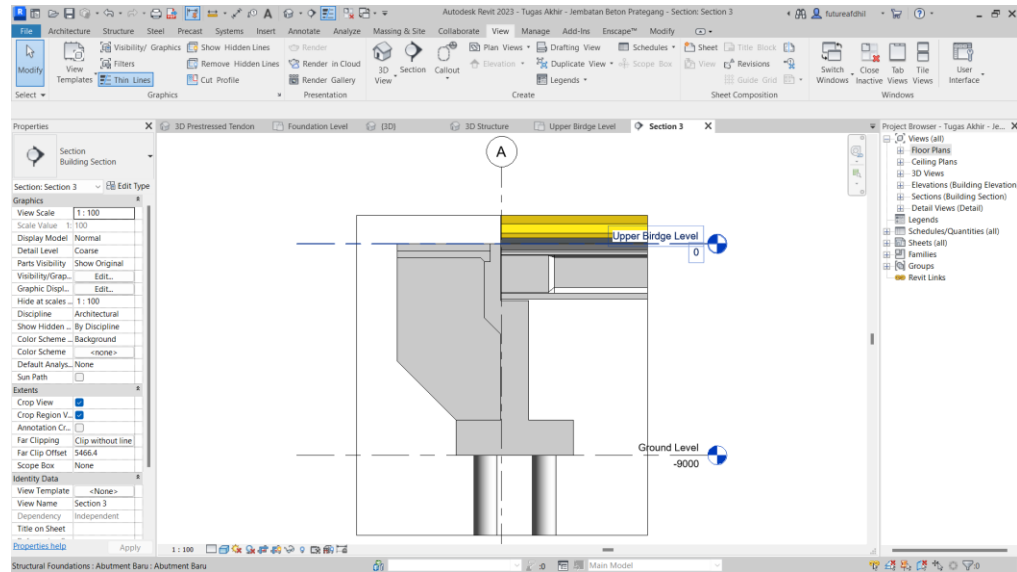 Autodesk Revit 2023 - Tugas Akhir - Jembatan Beton Prategang - Section: Section 3
futureafdhil
File Architecture Structure Steel Precast Systems Insert Annotate Analyze Massing & Site Collaborate View Manage Add-Ins Enscape™ Modify
Modify
View Templates
Visibility/ Graphics
Filters
Thin Lines
Show Hidden Lines
Remove Hidden Lines
Cut Profile
Render
Render in Cloud
Render Gallery
3D View
Section
Callout
Plan Views
Elevation
Drafting View
Duplicate View
Legends
Schedules
Scope Box
Sheet
View
Title Block
Revisions
Guide Grid
Switch Windows
Close Inactive
Tab Views
Tile Views
User Interface
Select Graphics Presentation Create Sheet Composition Windows
Properties
3D Prestressed Tendon Foundation Level {3D} 3D Structure Upper Birdge Level Section 3
Project Browser - Tugas Akhir - Je...
Section
Building Section
Section: Section 3 Edit Type
Graphics
View Scale 1 : 100
Scale Value 1: 100
Display Model Normal
Detail Level Coarse
Parts Visibility Show Original
Visibility/Grap... Edit...
Graphic Displ... Edit...
Hide at scales ... 1 : 100
Discipline Architectural
Show Hidden ... By Discipline
Color Scheme ... Background
Color Scheme <none>
Default Analys... None
Sun Path
Extents
Crop View
Crop Region V...
Annotation Cr...
Far Clipping Clip without line
Far Clip Offset 5466.4
Scope Box None
Identity Data
View Template <None>
View Name Section 3
Dependency Independent
Title on Sheet
Properties help Apply
A
Upper Birdge Level
0
Ground Level
-9000
Views (all)
Floor Plans
Ceiling Plans
3D Views
Elevations (Building Elevation
Sections (Building Section)
Detail Views (Detail)
Legends
Schedules/Quantities (all)
Sheets (all)
Families
Groups
Revit Links
1 : 100
Structural Foundations : Abutment Baru : Abutment Baru
:0
Main Model
:0